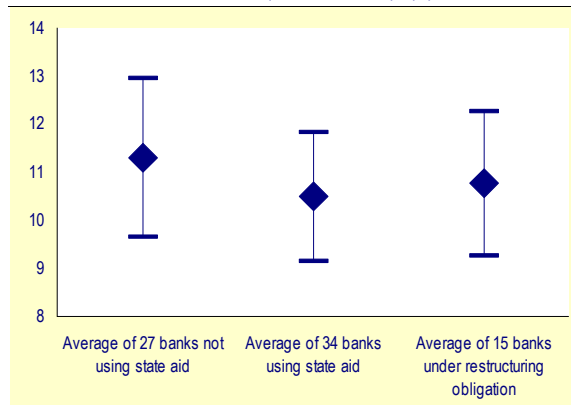 14
13
12
11
10
9
8
Average of 27 banks not
using state aid
Average of 34 banks
using state aid
Average of 15 banks
under restructuring
obligation